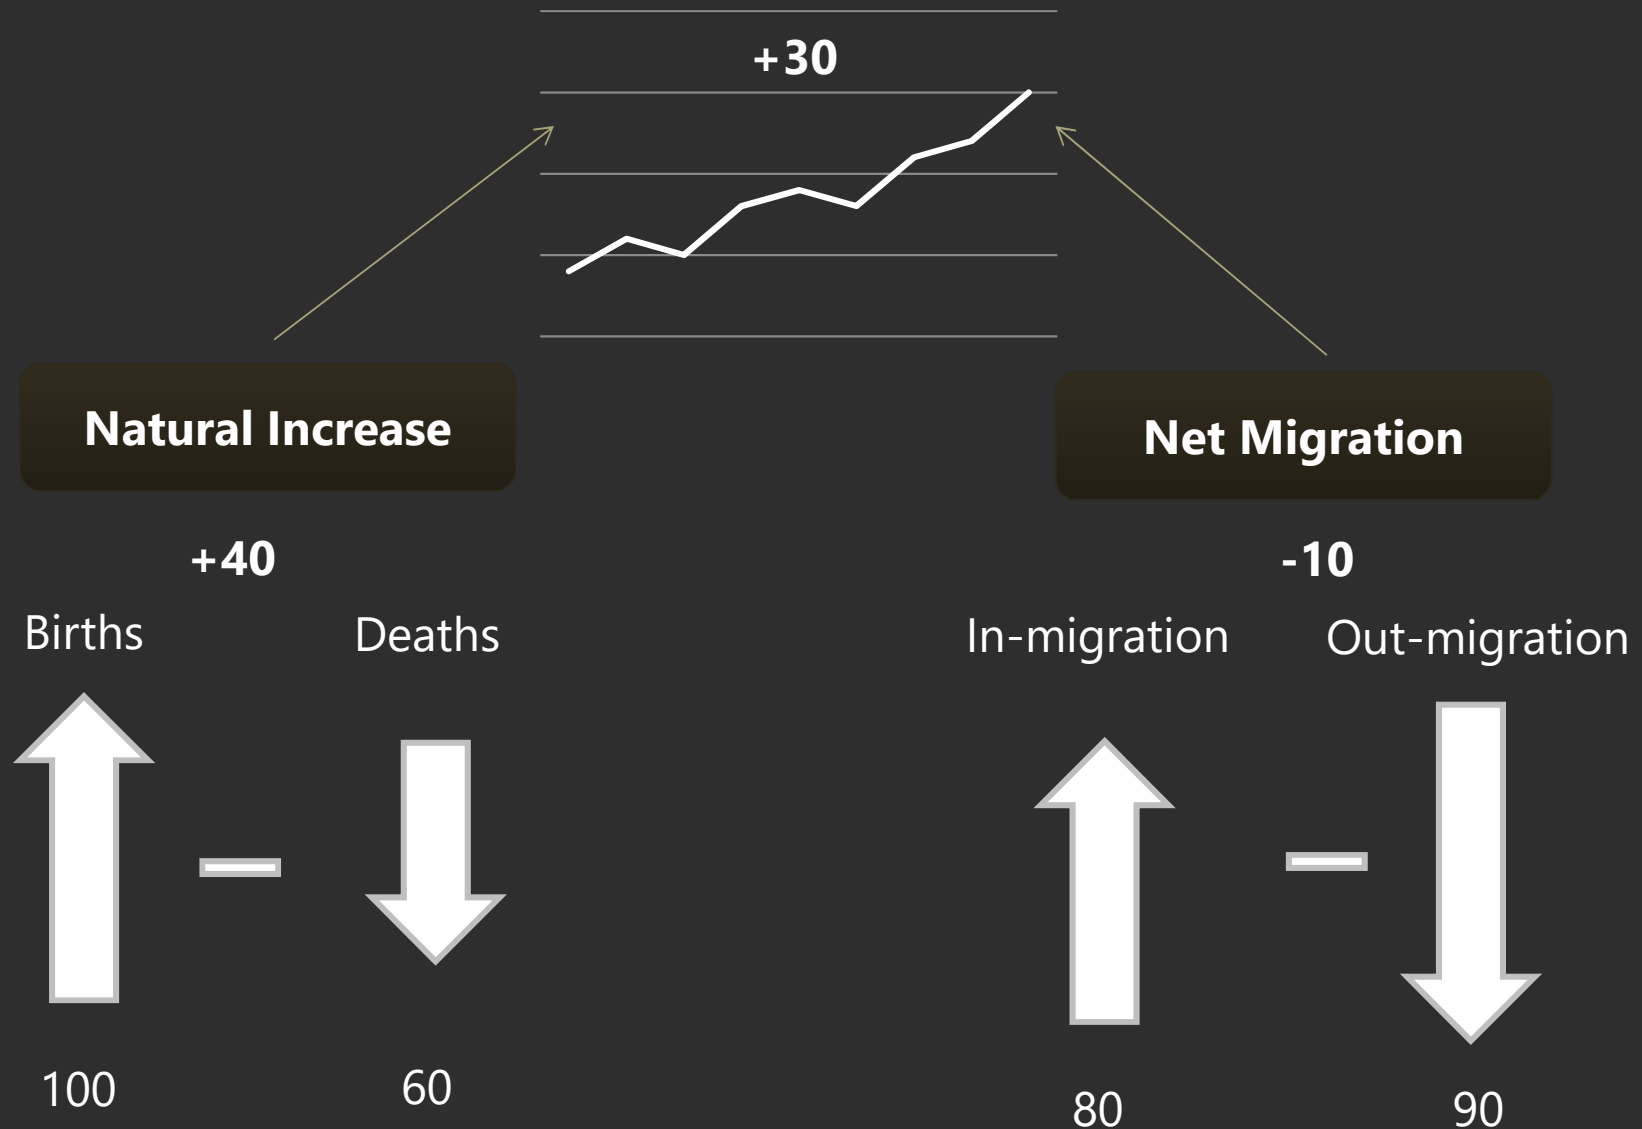 +30
Natural Increase
Net Migration
+40
-10
Births
Deaths
In-migration
Out-migration
100
60
80
90